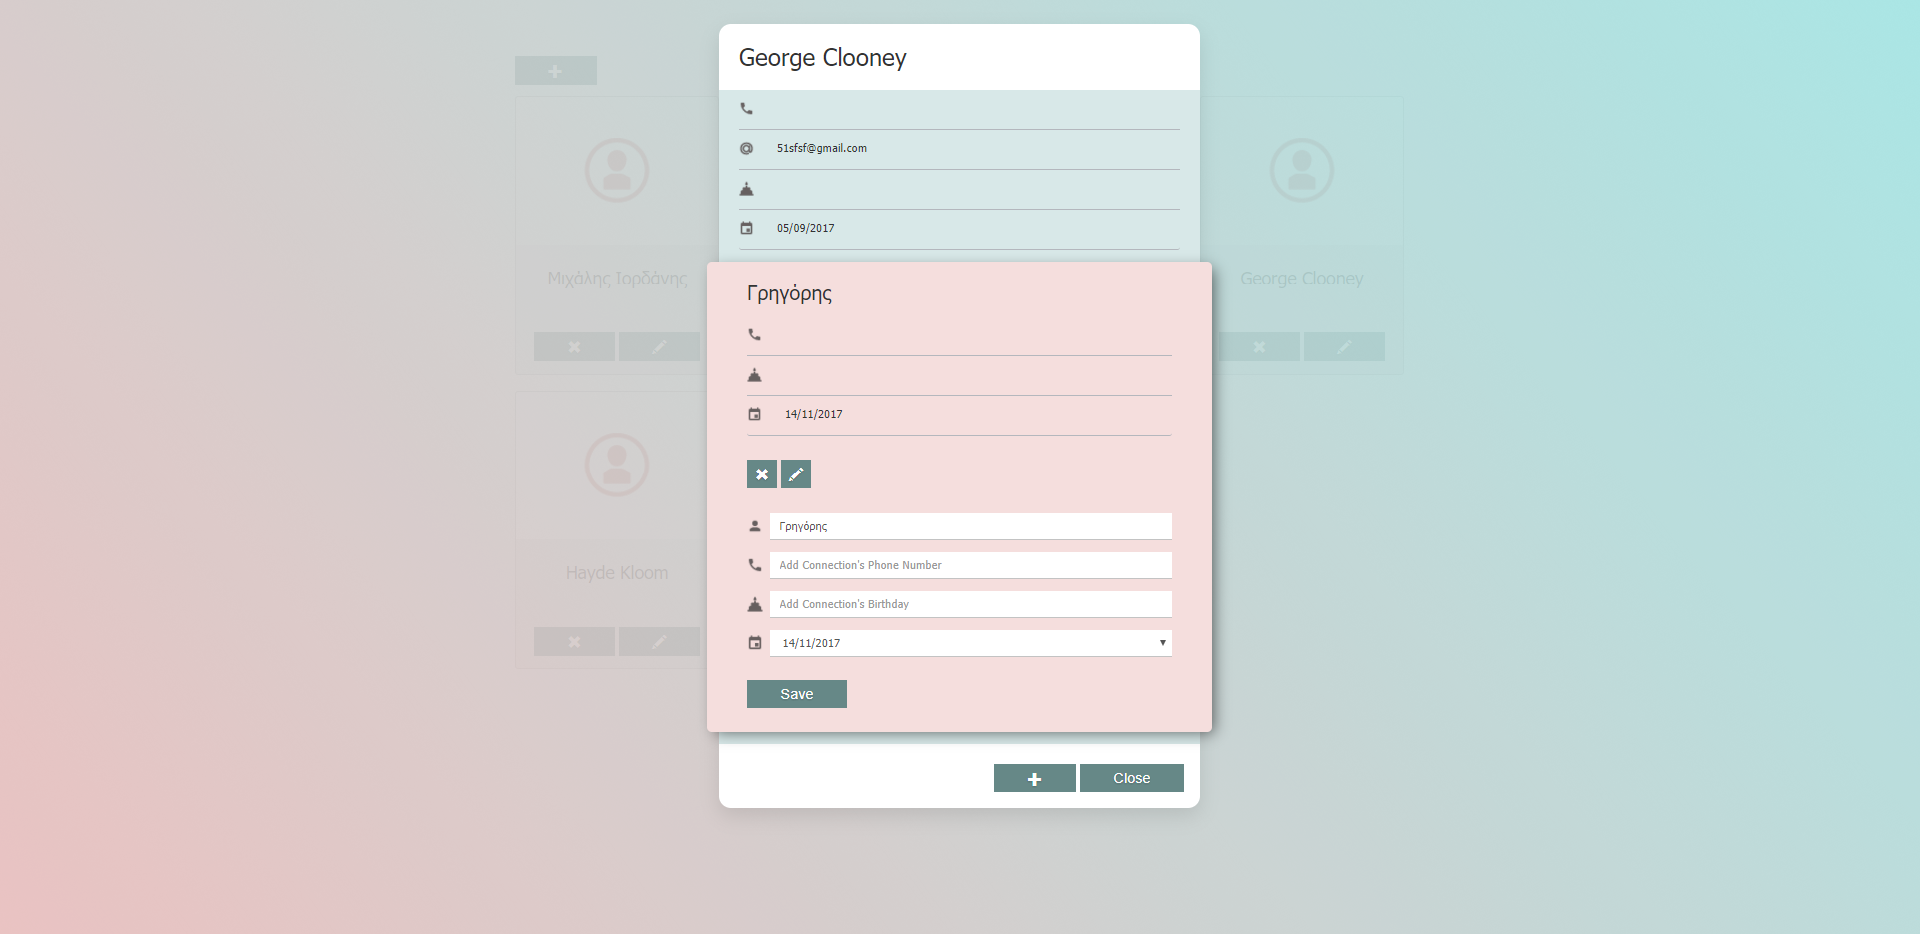 George Clooney
51sfsf@gmail.com
05/09/2017
Μιχάλης Ιορδάνης
George Clooney
Γρηγόρης
14/11/2017
Γρηγόρης
Add Connection's Phone Number
Add Connection's Birthday
14/11/2017
Hayde Kloom
Save
Close